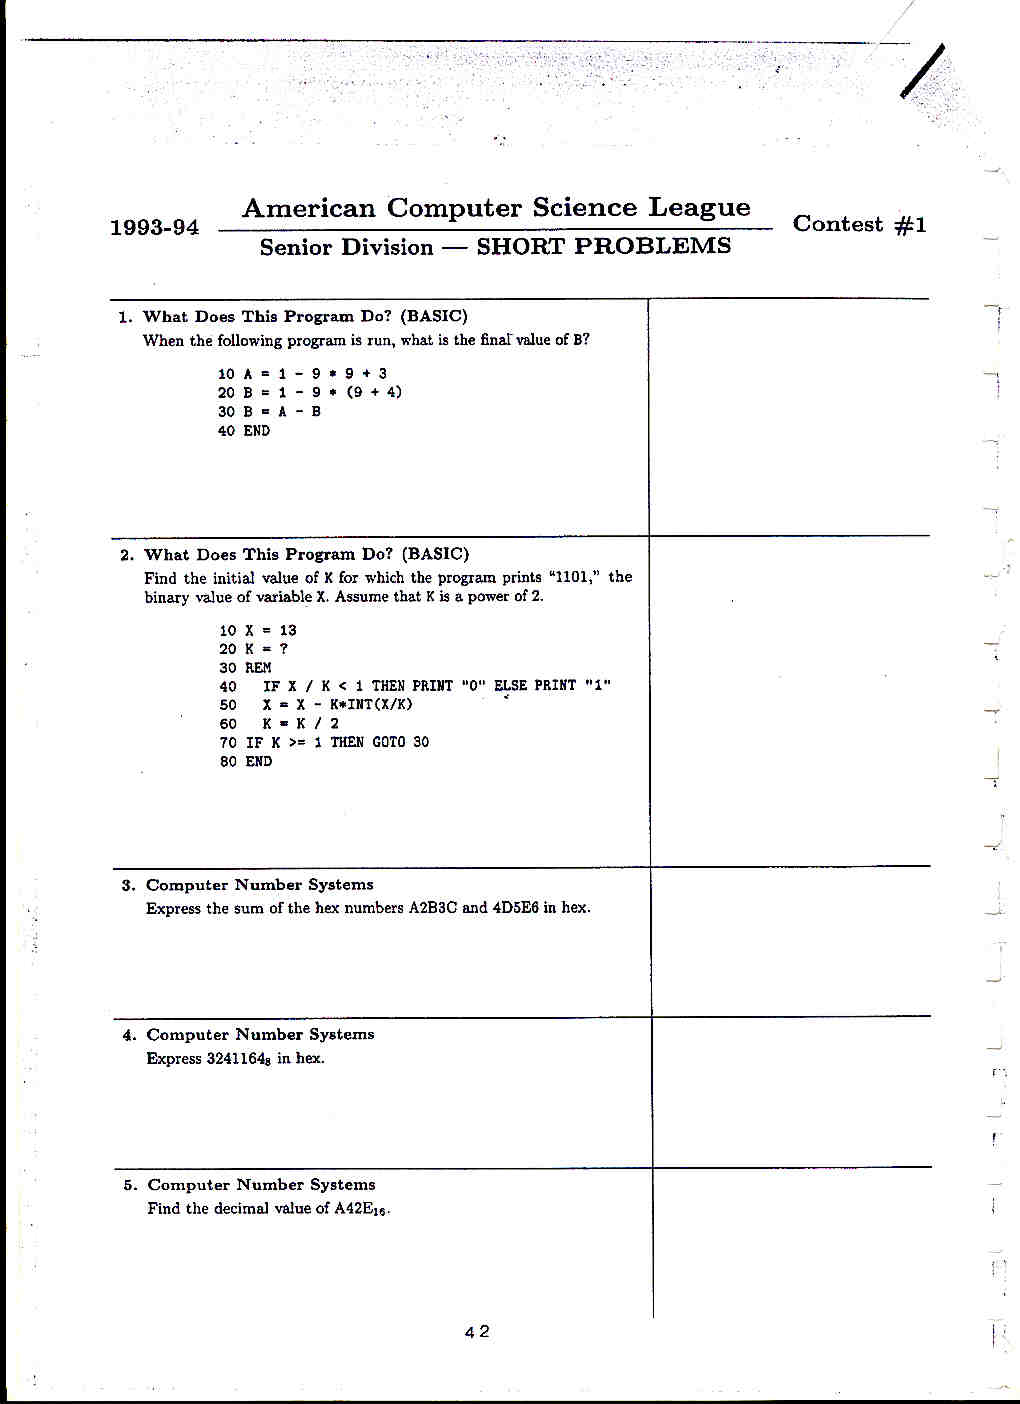 American Computer Science League
1993-94
Contest #1
Senior Division — SHORT PROBLEMS
1. What Does This Program Do? (BASIC)
When the following program is run, what is the final value of B?
10 A = 1 - 9 * 9 + 3
20 B = 1 - 9 * (9 + 4)
30 B = A - B
40 END
2. What Does This Program Do? (BASIC)
Find the initial value of K for which the program prints “1101,” the
binary value of variable X. Assume that K is a power of 2.
10 X = 13
20 K = ?
30 REM
40 IF X / K < 1 THEN PRINT "0" ELSE PRINT "1"
50 X = X - K*INT(X/K)
60 K = K / 2
70 IF K >= 1 THEN GOTO 30
80 END
3. Computer Number Systems
Express the sum of the hex numbers A2B3C and 4D5E6 in hex.
4. Computer Number Systems
Express 3241164₈ in hex.
5. Computer Number Systems
Find the decimal value of A42E₁₆.
42